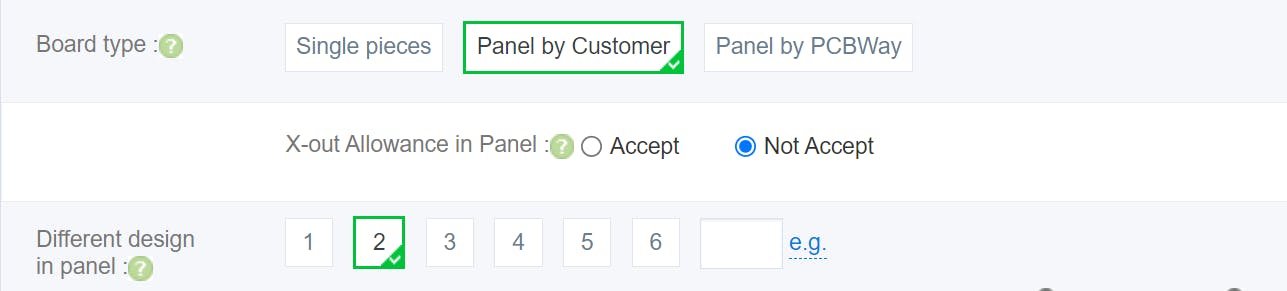 Board type :? Single pieces Panel by Customer Panel by PCBWay
X-out Allowance in Panel :? Accept Not Accept
Different design
in panel :? 1 2 3 4 5 6 e.g.